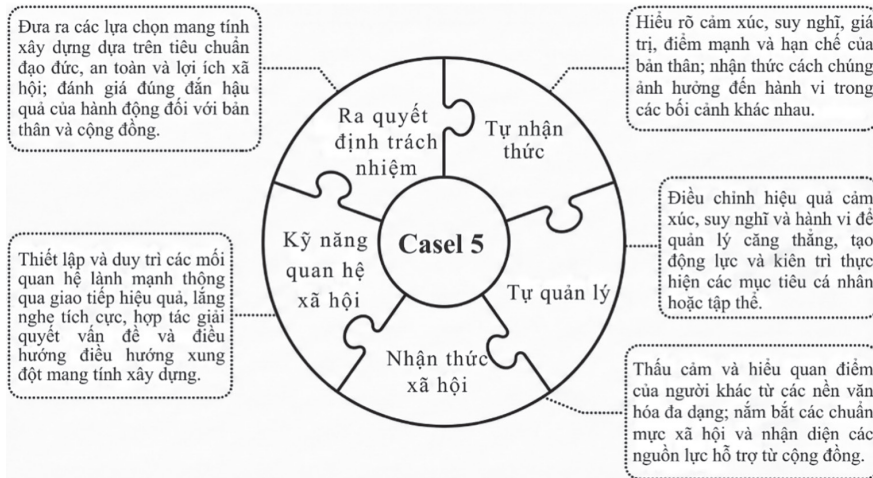 Đưa ra các lựa chọn mang tính
xây dựng dựa trên tiêu chuẩn
đạo đức, an toàn và lợi ích xã
hội; đánh giá đúng đắn hậu
quả của hành động đối với bản
thân và cộng đồng.
Hiểu rõ cảm xúc, suy nghĩ, giá
trị, điểm mạnh và hạn chế của
bản thân; nhận thức cách chúng
ảnh hưởng đến hành vi trong
các bối cảnh khác nhau.
Ra quyết
định trách
nhiệm
Tự nhận
thức
Điều chỉnh hiệu quả cảm
xúc, suy nghĩ và hành vi để
quản lý căng thẳng, tạo
động lực và kiên trì thực
hiện các mục tiêu cá nhân
hoặc tập thể.
Kỹ năng
quan hệ
xã hội
Casel 5
Tự quản lý
Thiết lập và duy trì các mối
quan hệ lành mạnh thông
qua giao tiếp hiệu quả, lắng
nghe tích cực, hợp tác giải
quyết vấn đề và điều
hướng điều hướng xung
đột mang tính xây dựng.
Nhận thức
xã hội
Thấu cảm và hiểu quan điểm
của người khác từ các nền văn
hóa đa dạng; nắm bắt các chuẩn
mực xã hội và nhận diện các
nguồn lực hỗ trợ từ cộng đồng.